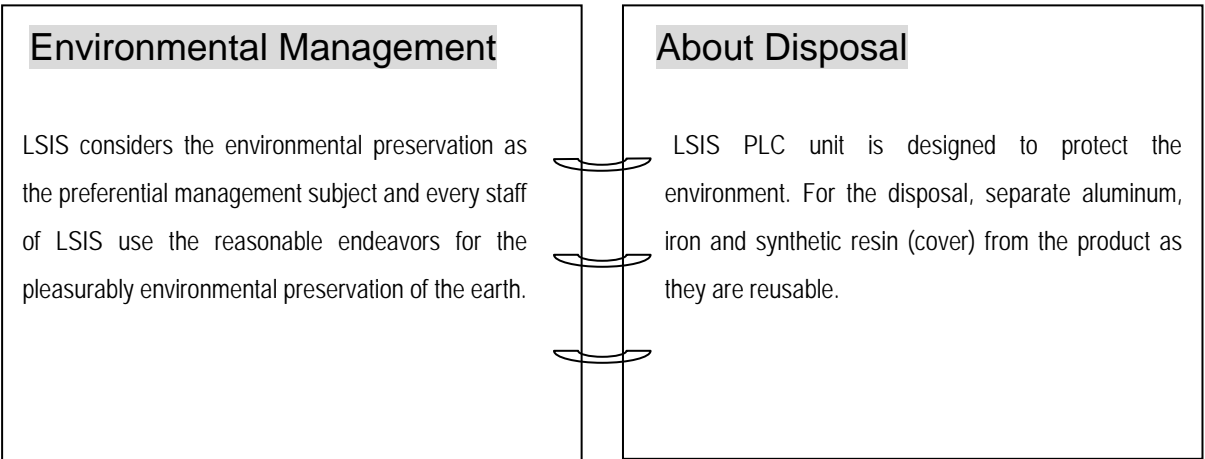 Environmental Management
LSIS considers the environmental preservation as
the preferential management subject and every staff
of LSIS use the reasonable endeavors for the
pleasurably environmental preservation of the earth.
About Disposal
LSIS PLC unit is designed to protect the
environment. For the disposal, separate aluminum,
iron and synthetic resin (cover) from the product as
they are reusable.